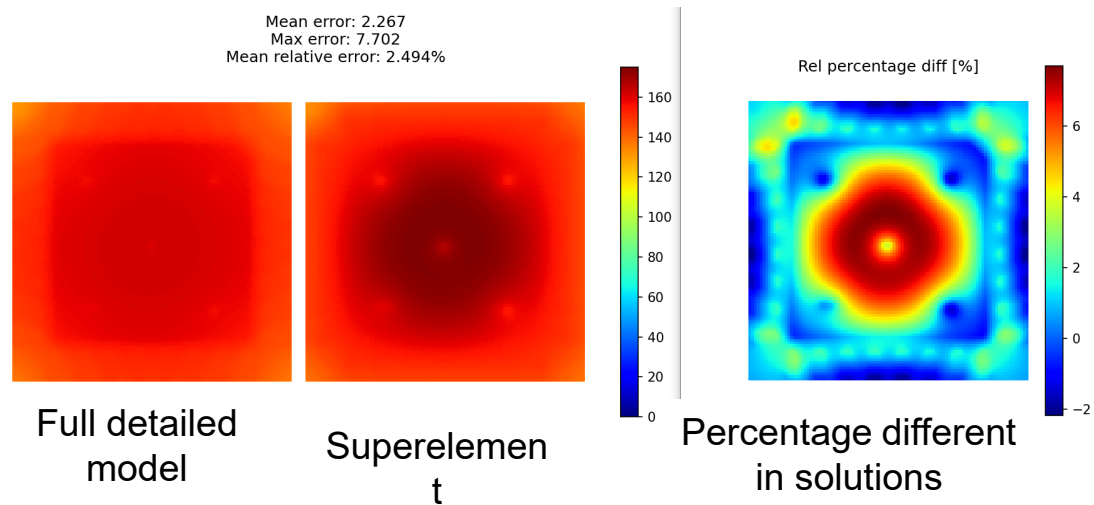 Mean error: 2.267
Max error: 7.702
Mean relative error: 2.494%
160
140
120
100
80
60
40
20
0
Rel percentage diff [%]
6
4
2
0
−2
Full detailed
model
Superelemen
t
Percentage different
in solutions